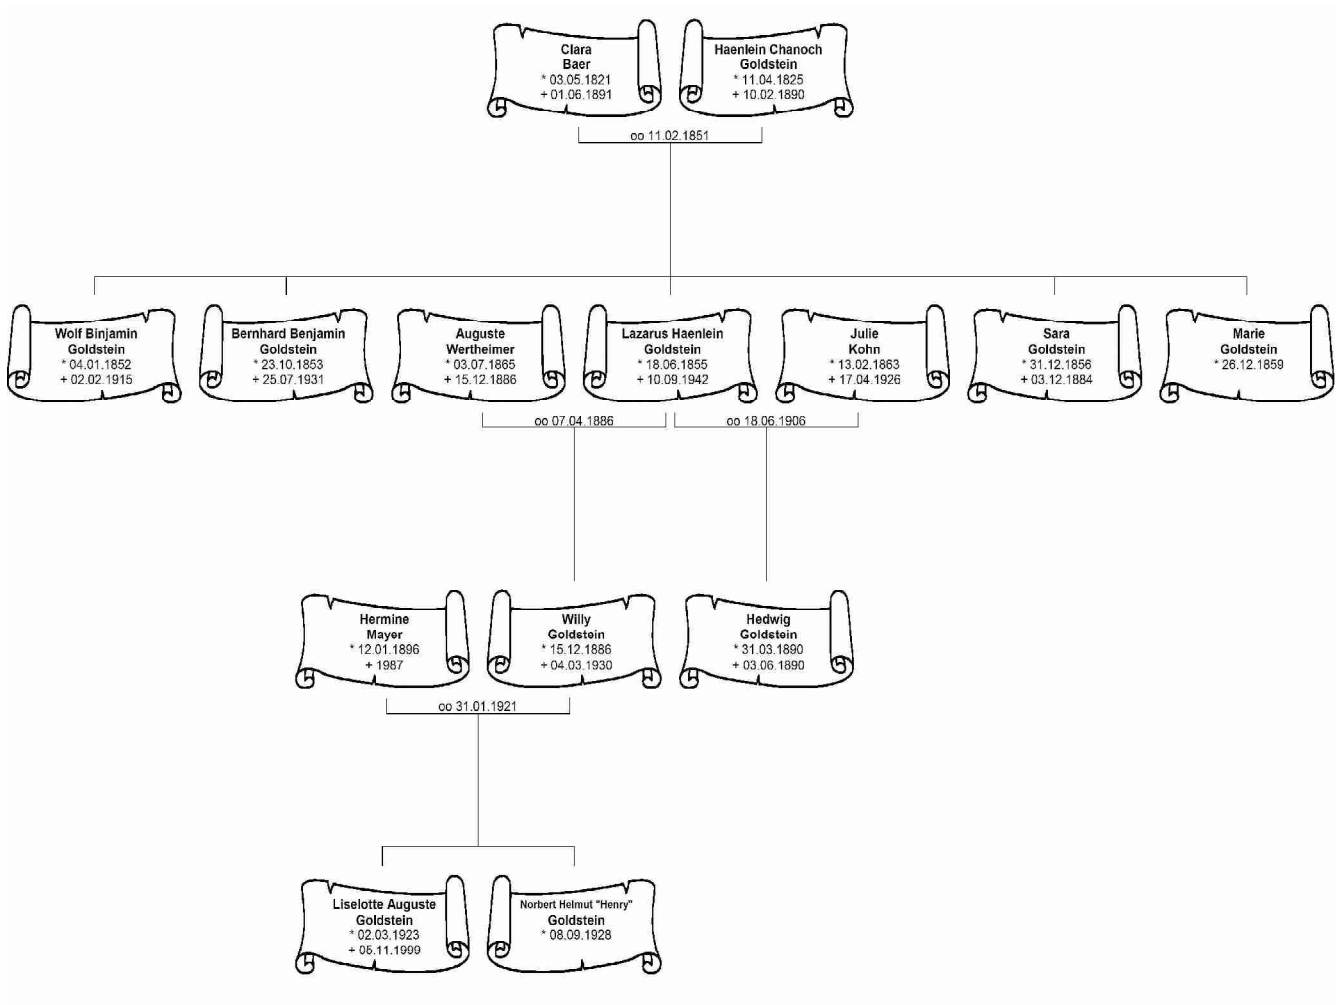 Clara
Baer
* 03.05.1821
+ 01.06.1891
Haenlein Chanoch
Goldstein
* 11.04.1825
+ 10.02.1890
oo 11.02.1851
Wolf Binjamin
Goldstein
* 04.01.1852
+ 02.02.1915
Bernhard Benjamin
Goldstein
* 23.10.1853
+ 25.07.1931
Auguste
Wertheimer
* 03.07.1865
+ 15.12.1886
Lazarus Haenlein
Goldstein
* 18.06.1855
+ 10.09.1942
Julie
Kohn
* 13.02.1863
+ 17.04.1926
Sara
Goldstein
* 31.12.1856
+ 03.12.1884
Marie
Goldstein
* 26.12.1859
oo 07.04.1886
oo 18.06.1906
Hermine
Mayer
* 12.01.1896
+ 1987
Willy
Goldstein
* 15.12.1886
+ 04.03.1930
Hedwig
Goldstein
* 31.03.1890
+ 03.06.1890
oo 31.01.1921
Liselotte Auguste
Goldstein
* 02.03.1923
+ 05.11.1999
Norbert Helmut "Henry"
Goldstein
* 08.09.1928